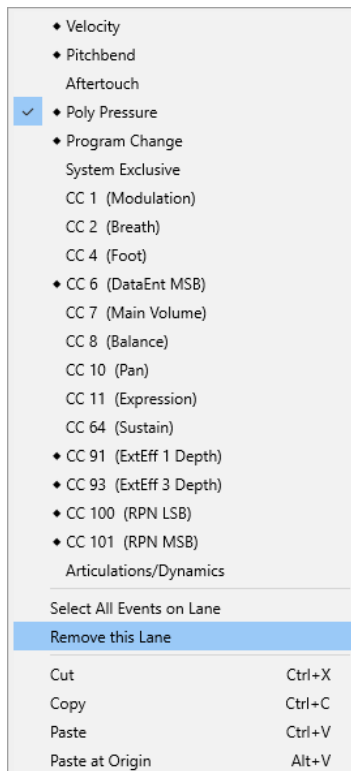 ◆ Velocity
◆ Pitchbend
Aftertouch
✓ ◆ Poly Pressure
◆ Program Change
System Exclusive
CC 1 (Modulation)
CC 2 (Breath)
CC 4 (Foot)
◆ CC 6 (DataEnt MSB)
CC 7 (Main Volume)
CC 8 (Balance)
CC 10 (Pan)
CC 11 (Expression)
CC 64 (Sustain)
◆ CC 91 (ExtEff 1 Depth)
◆ CC 93 (ExtEff 3 Depth)
◆ CC 100 (RPN LSB)
◆ CC 101 (RPN MSB)
Articulations/Dynamics
Select All Events on Lane
Remove this Lane
Cut Ctrl+X
Copy Ctrl+C
Paste Ctrl+V
Paste at Origin Alt+V